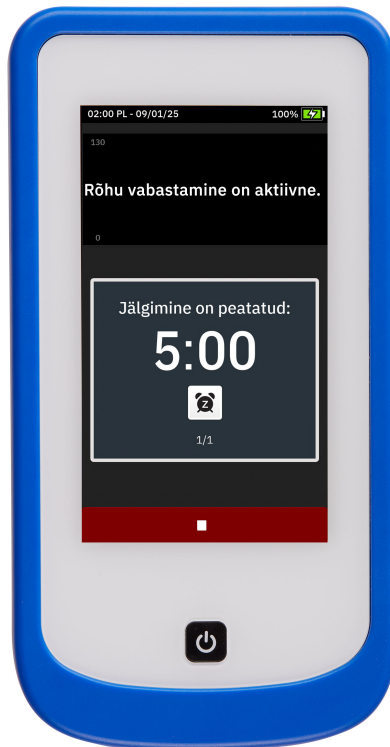 02:00 PL - 09/01/25 100%
130
Rõhu vabastamine on aktiivne.
0
Jälgimine on peatatud:
5:00
Z
1/1